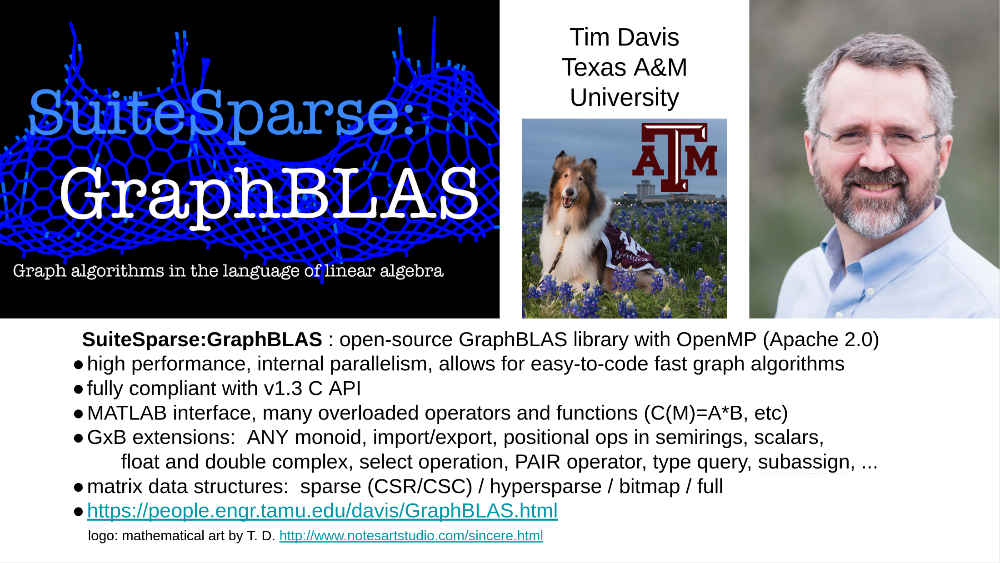 SuiteSparse:
GraphBLAS
Graph algorithms in the language of linear algebra
Tim Davis
Texas A&M
University
ATM
Reveille
SuiteSparse:GraphBLAS : open-source GraphBLAS library with OpenMP (Apache 2.0)
●high performance, internal parallelism, allows for easy-to-code fast graph algorithms
●fully compliant with v1.3 C API
●MATLAB interface, many overloaded operators and functions (C(M)=A*B, etc)
●GxB extensions:  ANY monoid, import/export, positional ops in semirings, scalars,
float and double complex, select operation, PAIR operator, type query, subassign, ...
●matrix data structures:  sparse (CSR/CSC) / hypersparse / bitmap / full
●https://people.engr.tamu.edu/davis/GraphBLAS.html
logo: mathematical art by T. D. http://www.notesartstudio.com/sincere.html